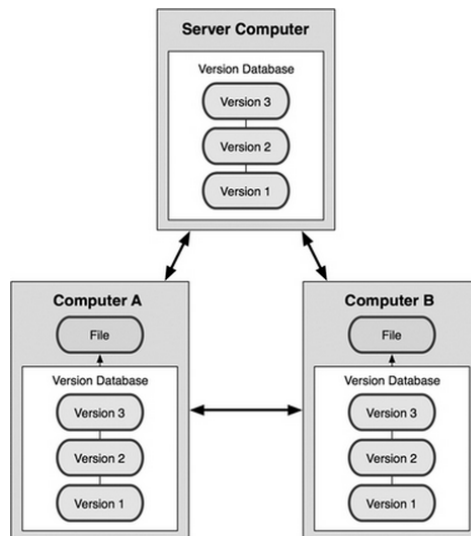 Server Computer
Version Database
Version 3
Version 2
Version 1
Computer A
File
Version Database
Version 3
Version 2
Version 1
Computer B
File
Version Database
Version 3
Version 2
Version 1